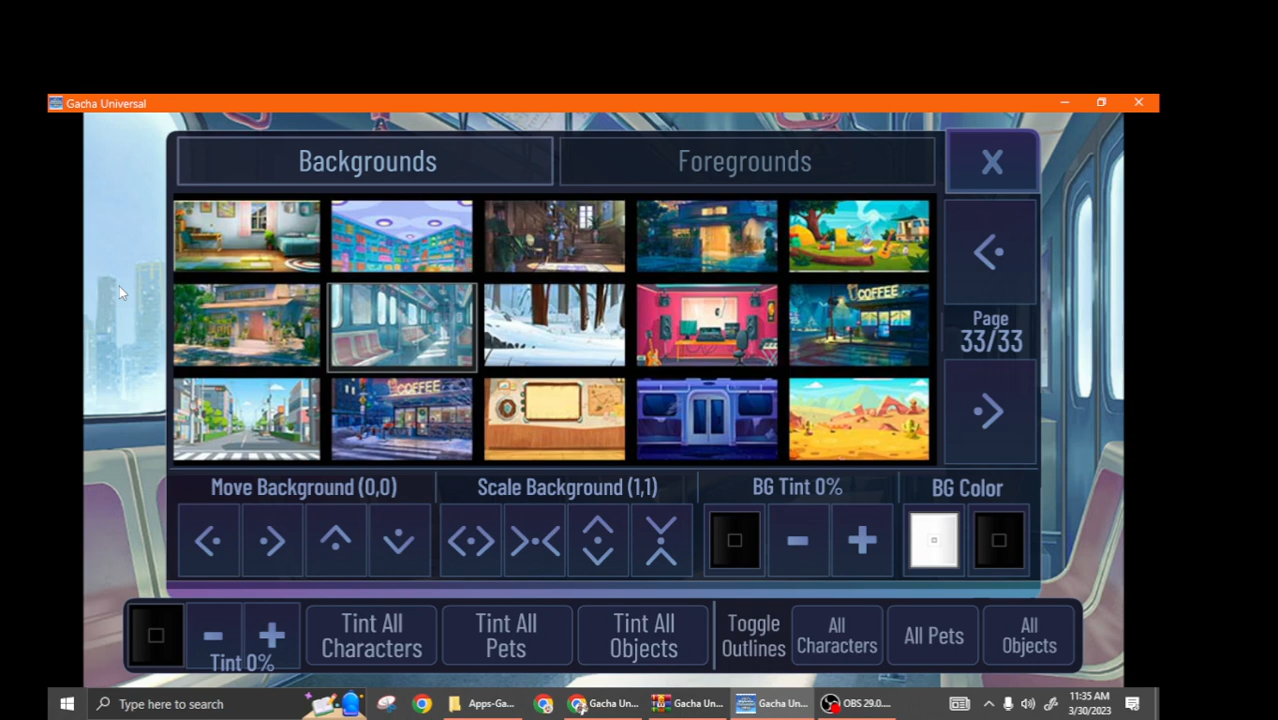 Gacha Universal
Backgrounds
Foregrounds
X
COFFEE
COFFEE
Page
33/33
Move Background (0,0)
Scale Background (1,1)
BG Tint 0%
BG Color
Tint 0%
Tint All
Characters
Tint All
Pets
Tint All
Objects
Toggle
Outlines
All
Characters
All Pets
All
Objects
Type here to search
Apps-Ga...
Gacha Un...
Gacha Un...
Gacha Un...
OBS 29.0....
11:35 AM
3/30/2023